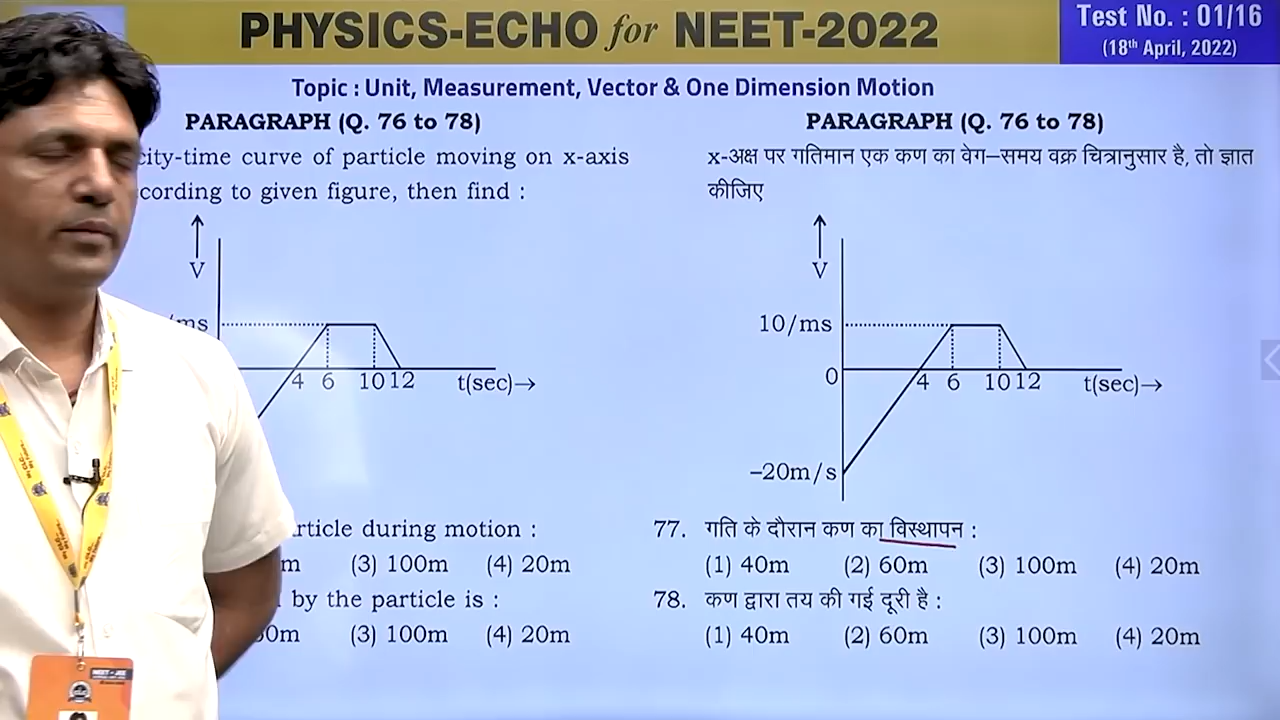 PHYSICS-ECHO for NEET-2022
Test No. : 01/16
(18th April, 2022)
Topic : Unit, Measurement, Vector & One Dimension Motion
PARAGRAPH (Q. 76 to 78)
city-time curve of particle moving on x-axis
cording to given figure, then find :
V
/ms
4 6 10 12 t(sec)→
rticle during motion :
m (3) 100m (4) 20m
by the particle is :
0m (3) 100m (4) 20m
PARAGRAPH (Q. 76 to 78)
x-अक्ष पर गतिमान एक कण का वेग–समय वक्र चित्रानुसार है, तो ज्ञात
कीजिए
V
10/ms
0 4 6 10 12 t(sec)→
–20m/s
77. गति के दौरान कण का विस्थापन :
(1) 40m (2) 60m (3) 100m (4) 20m
78. कण द्वारा तय की गई दूरी है :
(1) 40m (2) 60m (3) 100m (4) 20m
NEET - JEE